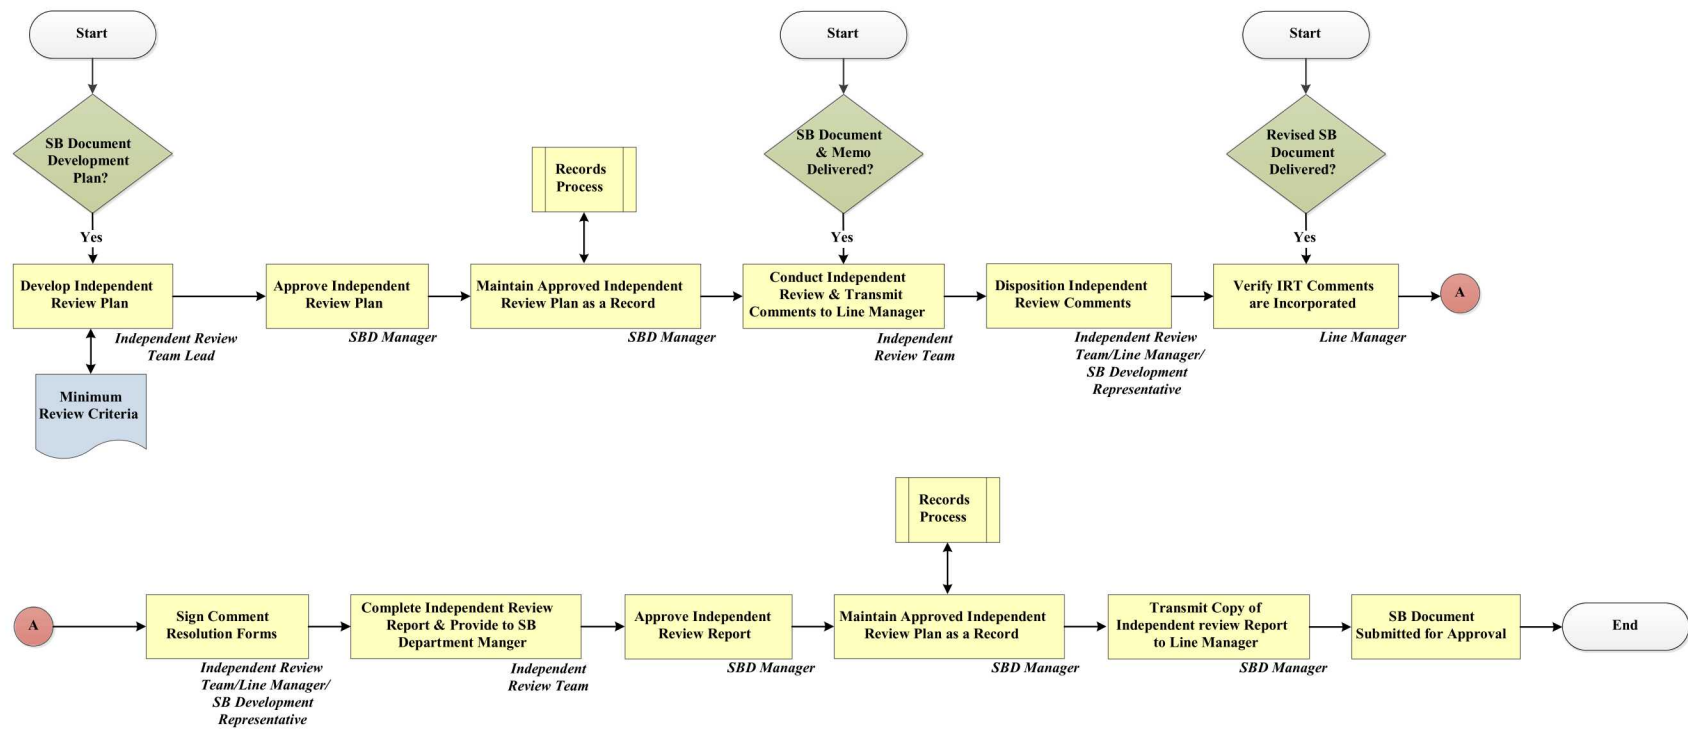 Start
Start
Start
SB Document
Development
Plan?
SB Document
& Memo
Delivered?
Revised SB
Document
Delivered?
Records
Process
Yes
Yes
Yes
Develop Independent
Review Plan
Approve Independent
Review Plan
Maintain Approved Independent
Review Plan as a Record
Conduct Independent
Review & Transmit
Comments to Line Manager
Disposition Independent
Review Comments
Verify IRT Comments
are Incorporated
A
Independent Review
Team Lead
SBD Manager
SBD Manager
Independent
Review Team
Independent Review
Team/Line Manager/
SB Development
Representative
Line Manager
Minimum
Review Criteria
Records
Process
A
Sign Comment
Resolution Forms
Complete Independent Review
Report & Provide to SB
Department Manger
Approve Independent
Review Report
Maintain Approved Independent
Review Plan as a Record
Transmit Copy of
Independent review Report
to Line Manager
SB Document
Submitted for Approval
End
Independent Review
Team/Line Manager/
SB Development
Representative
Independent
Review Team
SBD Manager
SBD Manager
SBD Manager